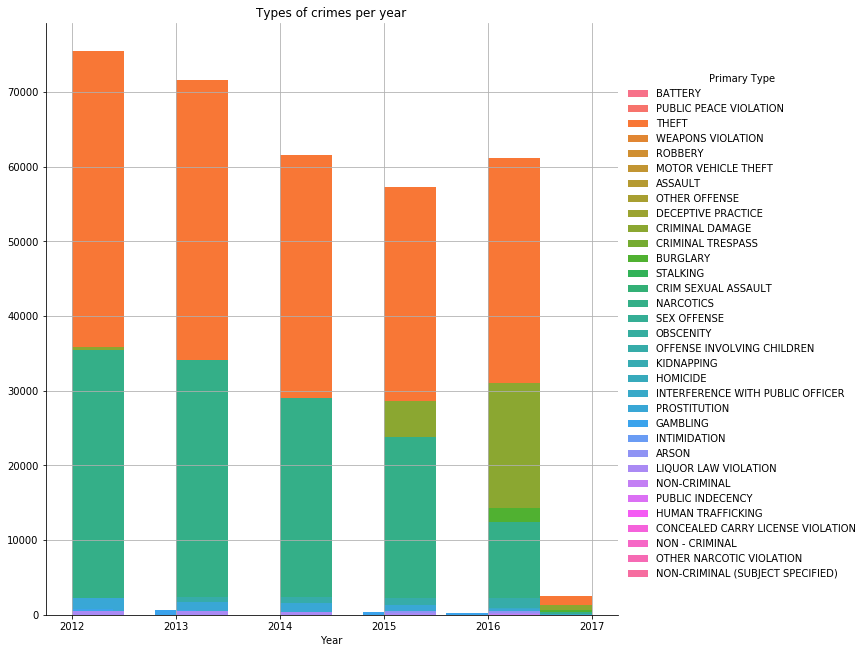 Types of crimes per year
70000
60000
50000
40000
30000
20000
10000
0
2012 2013 2014 2015 2016 2017
Year
Primary Type
BATTERY
PUBLIC PEACE VIOLATION
THEFT
WEAPONS VIOLATION
ROBBERY
MOTOR VEHICLE THEFT
ASSAULT
OTHER OFFENSE
DECEPTIVE PRACTICE
CRIMINAL DAMAGE
CRIMINAL TRESPASS
BURGLARY
STALKING
CRIM SEXUAL ASSAULT
NARCOTICS
SEX OFFENSE
OBSCENITY
OFFENSE INVOLVING CHILDREN
KIDNAPPING
HOMICIDE
INTERFERENCE WITH PUBLIC OFFICER
PROSTITUTION
GAMBLING
INTIMIDATION
ARSON
LIQUOR LAW VIOLATION
NON-CRIMINAL
PUBLIC INDECENCY
HUMAN TRAFFICKING
CONCEALED CARRY LICENSE VIOLATION
NON - CRIMINAL
OTHER NARCOTIC VIOLATION
NON-CRIMINAL (SUBJECT SPECIFIED)